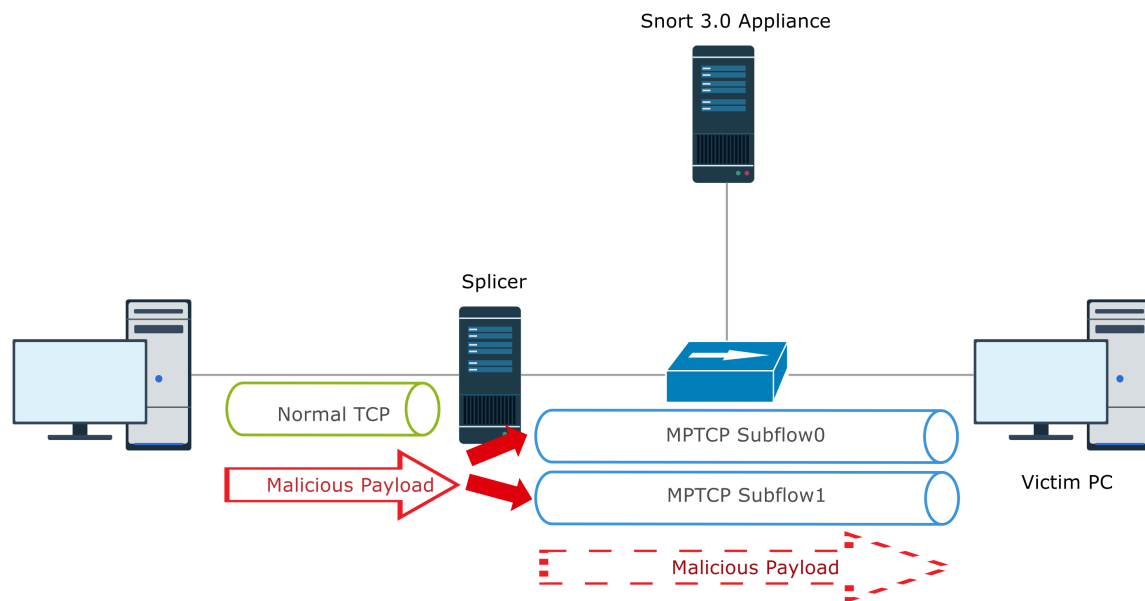 Snort 3.0 Appliance
Splicer
Normal TCP
MPTCP Subflow0
Malicious Payload
MPTCP Subflow1
Victim PC
Malicious Payload